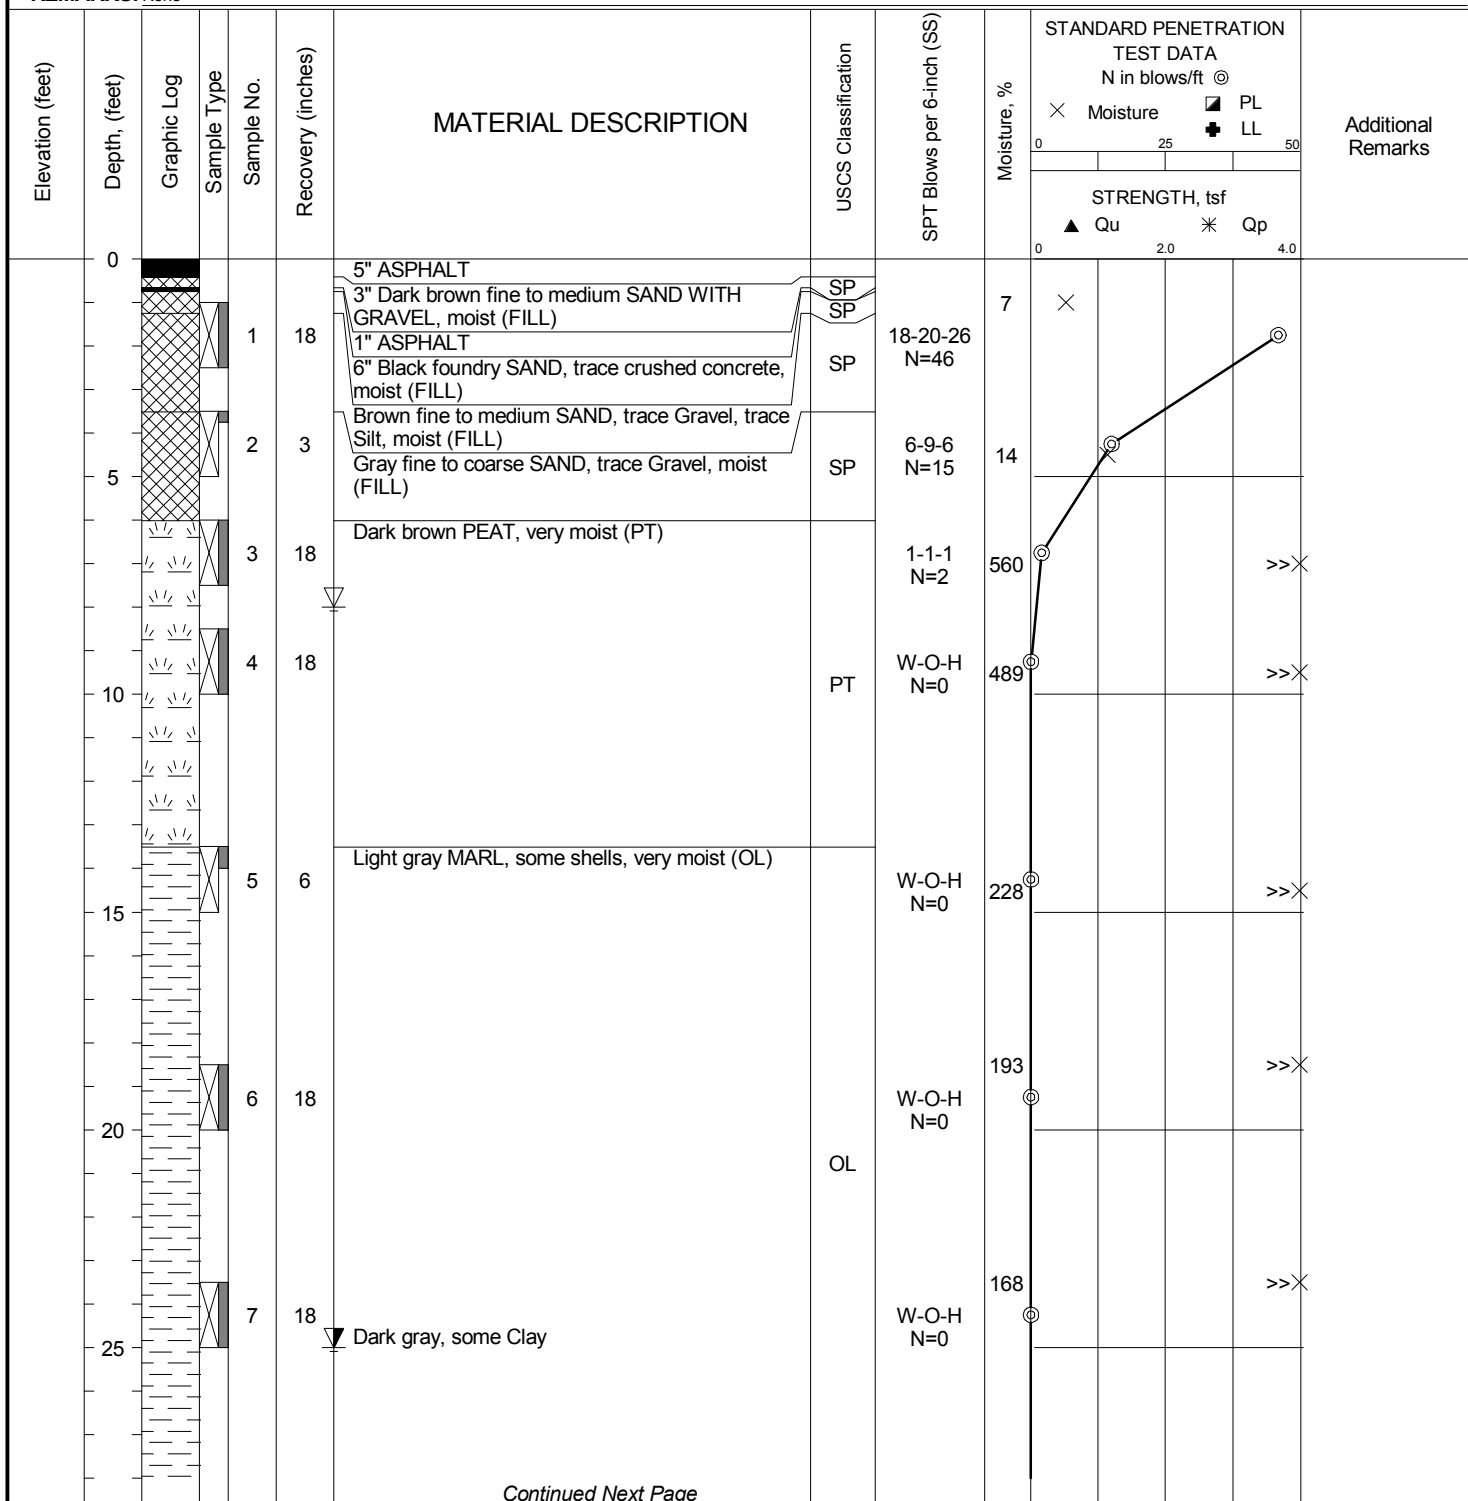 REMARKS: None
Elevation (feet)
Depth, (feet)
Graphic Log
Sample Type
Sample No.
Recovery (inches)
MATERIAL DESCRIPTION
USCS Classification
SPT Blows per 6-inch (SS)
Moisture, %
STANDARD PENETRATION
TEST DATA
N in blows/ft
Moisture
PL
LL
0 25 50
STRENGTH, tsf
Qu Qp
0 2.0 4.0
Additional
Remarks
0
5" ASPHALT
3" Dark brown fine to medium SAND WITH
GRAVEL, moist (FILL)
SP
7
1" ASPHALT
SP
6" Black foundry SAND, trace crushed concrete,
moist (FILL)
1 18
SP
18-20-26
N=46
Brown fine to medium SAND, trace Gravel, trace
Silt, moist (FILL)
2 3
6-9-6
N=15
14
Gray fine to coarse SAND, trace Gravel, moist
(FILL)
SP
5
Dark brown PEAT, very moist (PT)
3 18
1-1-1
N=2
560
>>
4 18
W-O-H
N=0
489
>>
PT
10
Light gray MARL, some shells, very moist (OL)
5 6
W-O-H
N=0
228
>>
15
193
>>
6 18
W-O-H
N=0
20
OL
168
>>
7 18
W-O-H
N=0
Dark gray, some Clay
25
Continued Next Page